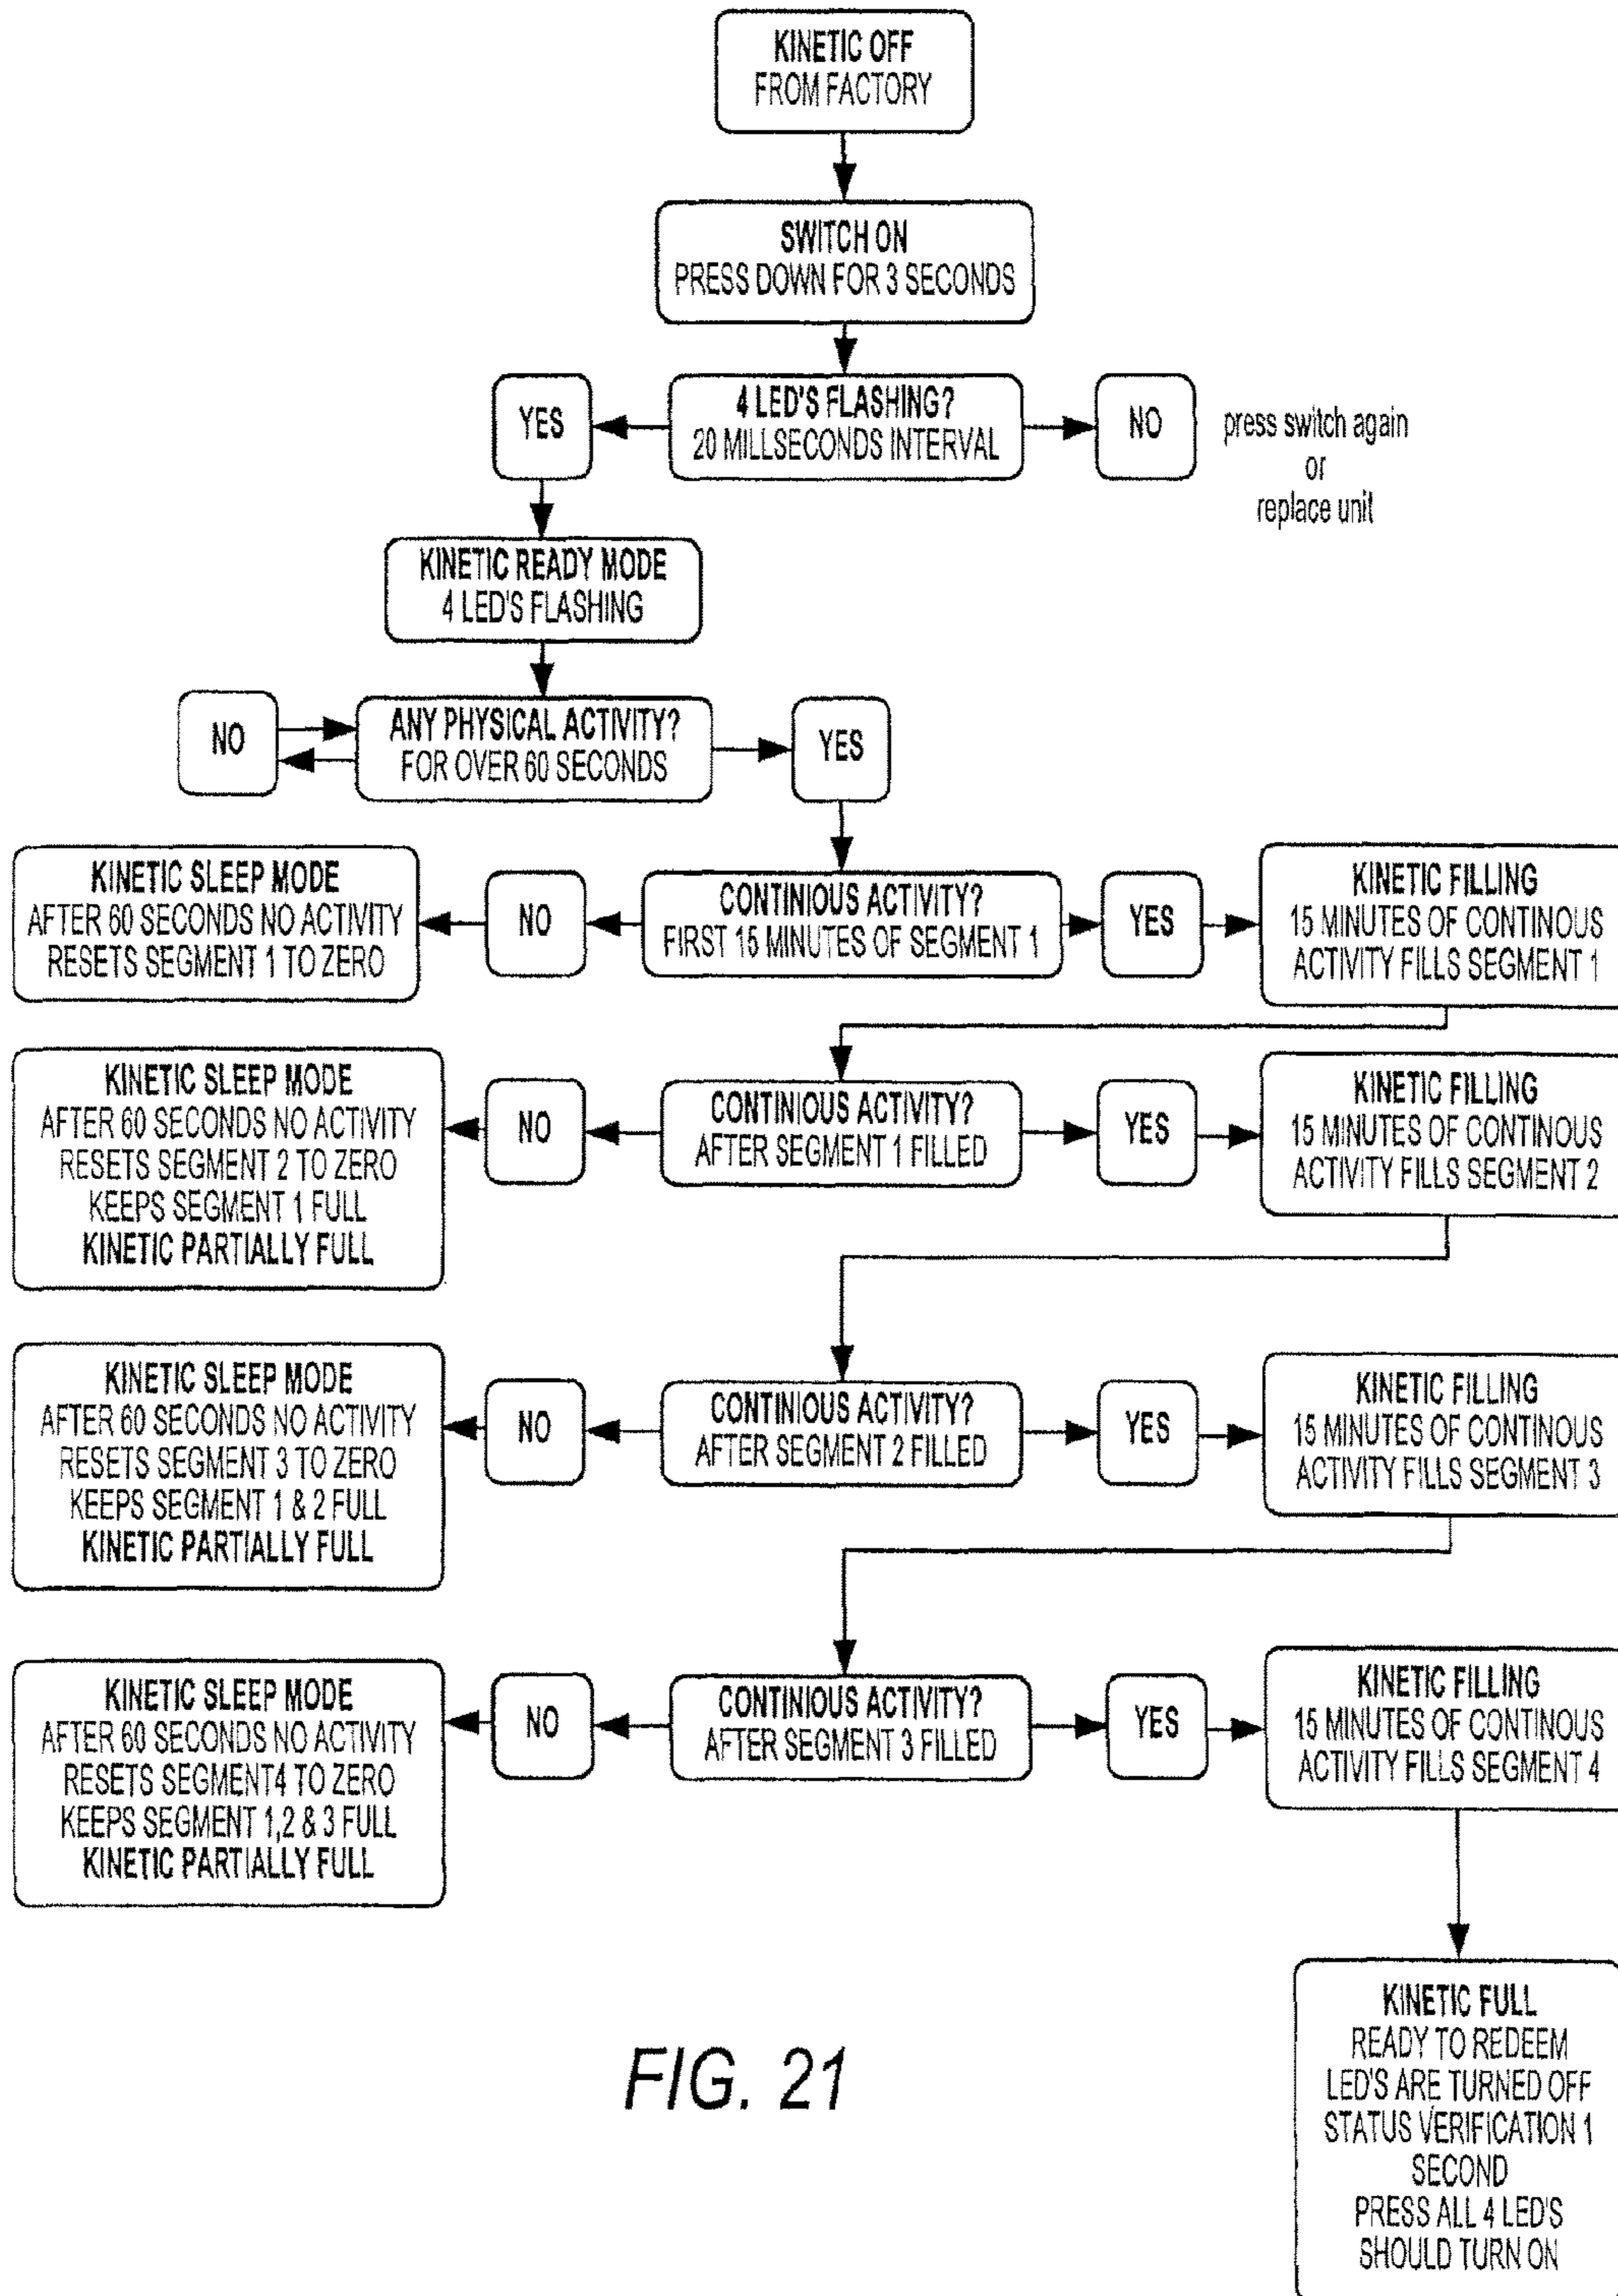 KINETIC OFF
FROM FACTORY
SWITCH ON
PRESS DOWN FOR 3 SECONDS
YES
4 LED'S FLASHING?
20 MILLSECONDS INTERVAL
NO
press switch again
or
replace unit
KINETIC READY MODE
4 LED'S FLASHING
NO
ANY PHYSICAL ACTIVITY?
FOR OVER 60 SECONDS
YES
KINETIC SLEEP MODE
AFTER 60 SECONDS NO ACTIVITY
RESETS SEGMENT 1 TO ZERO
NO
CONTINIOUS ACTIVITY?
FIRST 15 MINUTES OF SEGMENT 1
YES
KINETIC FILLING
15 MINUTES OF CONTINOUS
ACTIVITY FILLS SEGMENT 1
KINETIC SLEEP MODE
AFTER 60 SECONDS NO ACTIVITY
RESETS SEGMENT 2 TO ZERO
KEEPS SEGMENT 1 FULL
KINETIC PARTIALLY FULL
NO
CONTINIOUS ACTIVITY?
AFTER SEGMENT 1 FILLED
YES
KINETIC FILLING
15 MINUTES OF CONTINOUS
ACTIVITY FILLS SEGMENT 2
KINETIC SLEEP MODE
AFTER 60 SECONDS NO ACTIVITY
RESETS SEGMENT 3 TO ZERO
KEEPS SEGMENT 1 & 2 FULL
KINETIC PARTIALLY FULL
NO
CONTINIOUS ACTIVITY?
AFTER SEGMENT 2 FILLED
YES
KINETIC FILLING
15 MINUTES OF CONTINOUS
ACTIVITY FILLS SEGMENT 3
KINETIC SLEEP MODE
AFTER 60 SECONDS NO ACTIVITY
RESETS SEGMENT4 TO ZERO
KEEPS SEGMENT 1,2 & 3 FULL
KINETIC PARTIALLY FULL
NO
CONTINIOUS ACTIVITY?
AFTER SEGMENT 3 FILLED
YES
KINETIC FILLING
15 MINUTES OF CONTINOUS
ACTIVITY FILLS SEGMENT 4
KINETIC FULL
READY TO REDEEM
LED'S ARE TURNED OFF
STATUS VERIFICATION 1
SECOND
PRESS ALL 4 LED'S
SHOULD TURN ON
FIG. 21